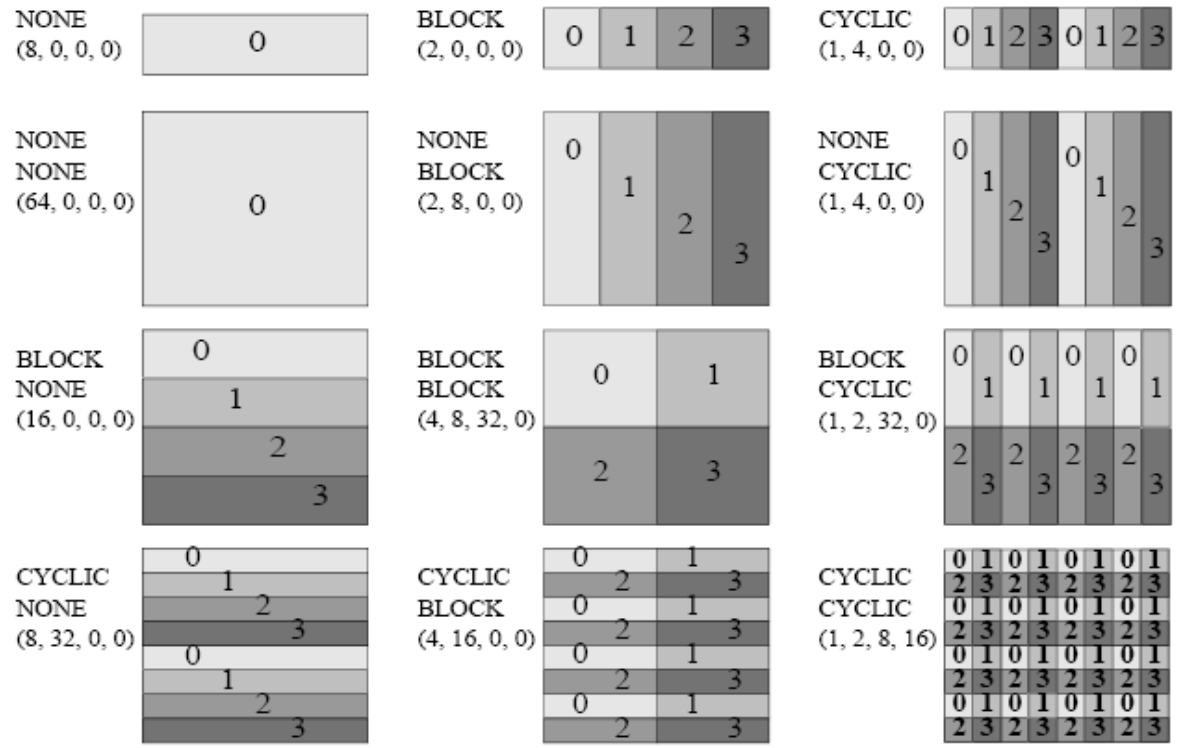 NONE
(8, 0, 0, 0)
0
BLOCK
(2, 0, 0, 0)
0 1 2 3
CYCLIC
(1, 4, 0, 0)
0 1 2 3 0 1 2 3
NONE
NONE
(64, 0, 0, 0)
0
NONE
BLOCK
(2, 8, 0, 0)
0
1
2
3
NONE
CYCLIC
(1, 4, 0, 0)
0 0
1 1
2 2
3 3
BLOCK
NONE
(16, 0, 0, 0)
0
1
2
3
BLOCK
BLOCK
(4, 8, 32, 0)
0 1
2 3
BLOCK
CYCLIC
(1, 2, 32, 0)
0 0 0 0
1 1 1 1
2 2 2 2
3 3 3 3
CYCLIC
NONE
(8, 32, 0, 0)
0
1
2
3
0
1
2
3
CYCLIC
BLOCK
(4, 16, 0, 0)
0 1
2 3
0 1
2 3
0 1
2 3
0 1
2 3
CYCLIC
CYCLIC
(1, 2, 8, 16)
0 1 0 1 0 1 0 1
2 3 2 3 2 3 2 3
0 1 0 1 0 1 0 1
2 3 2 3 2 3 2 3
0 1 0 1 0 1 0 1
2 3 2 3 2 3 2 3
0 1 0 1 0 1 0 1
2 3 2 3 2 3 2 3